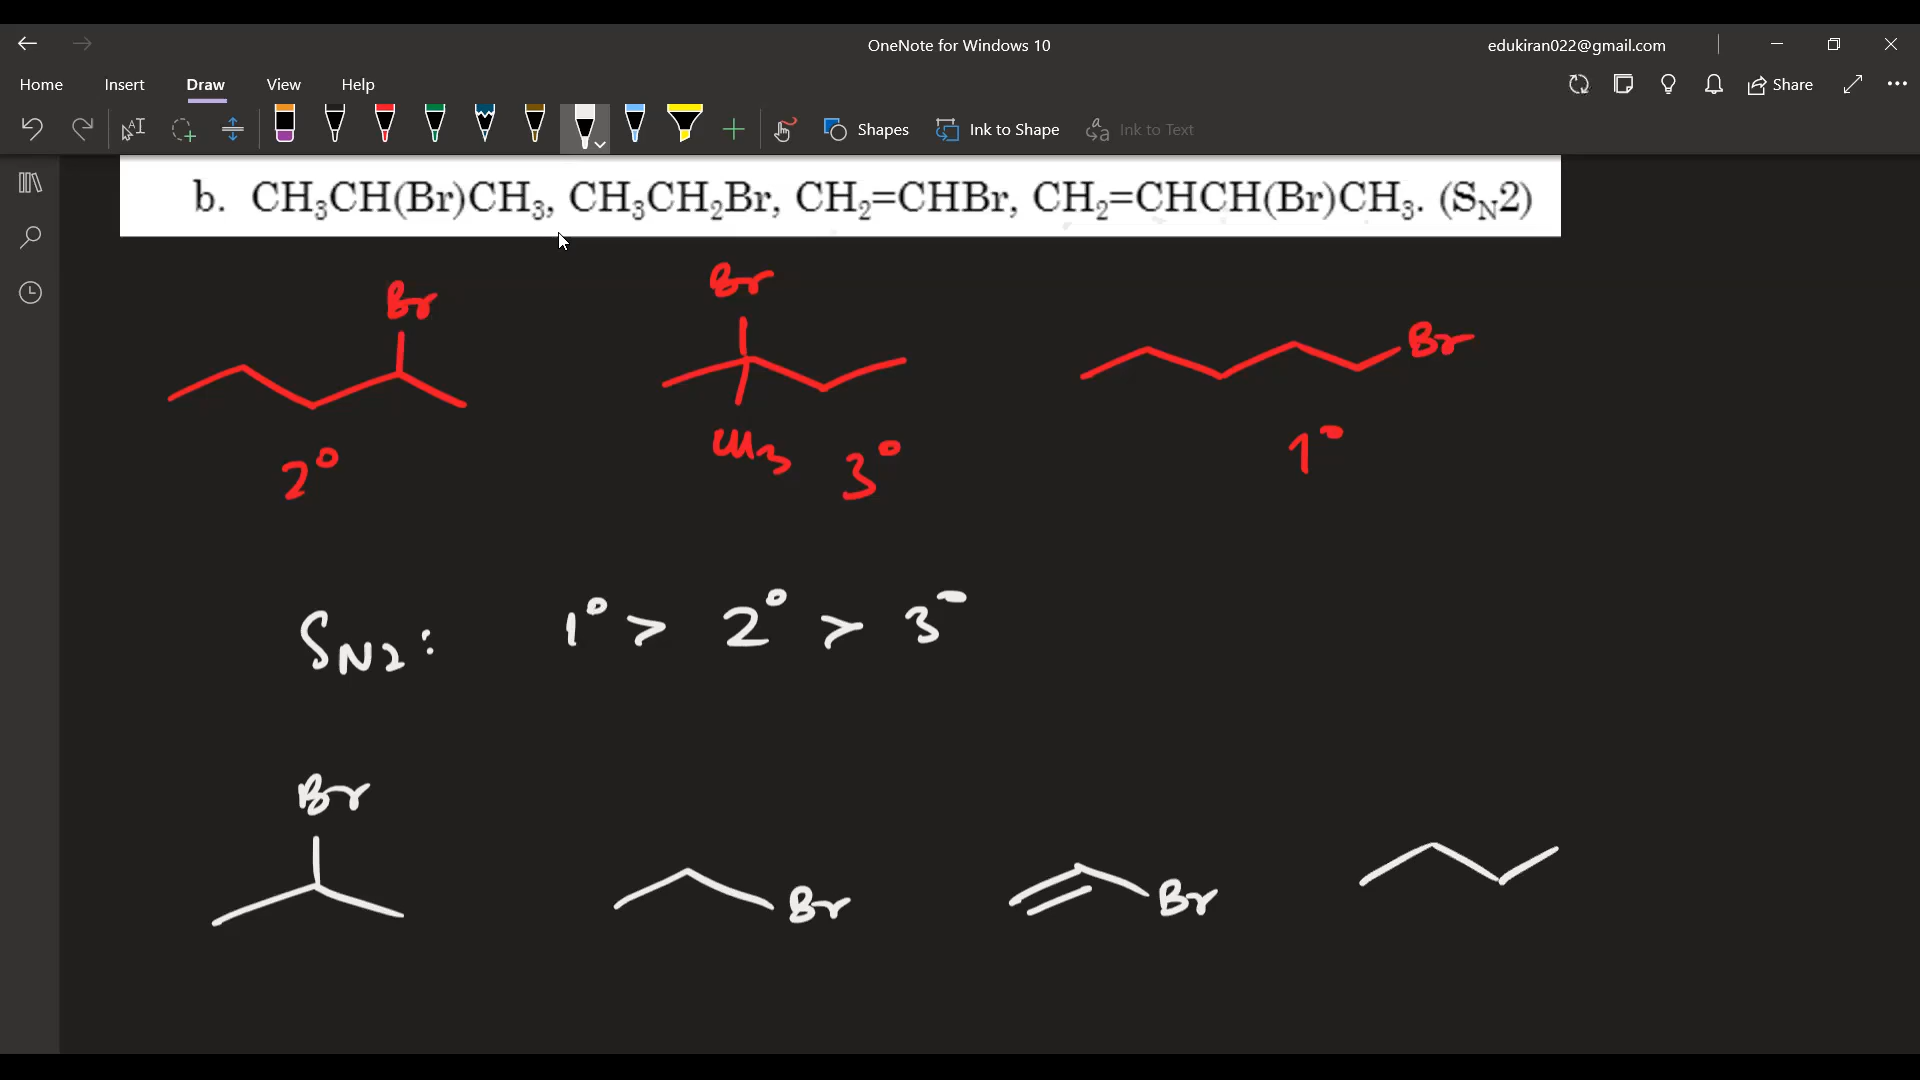 OneNote for Windows 10
edukiran022@gmail.com
Home Insert Draw View Help
Share
Shapes Ink to Shape Ink to Text
b. CH₃CH(Br)CH₃, CH₃CH₂Br, CH₂=CHBr, CH₂=CHCH(Br)CH₃. (S_N2)
Br Br Br
CH₃
2° 3° 1°
S_N2: 1° > 2° > 3°
Br
Br Br